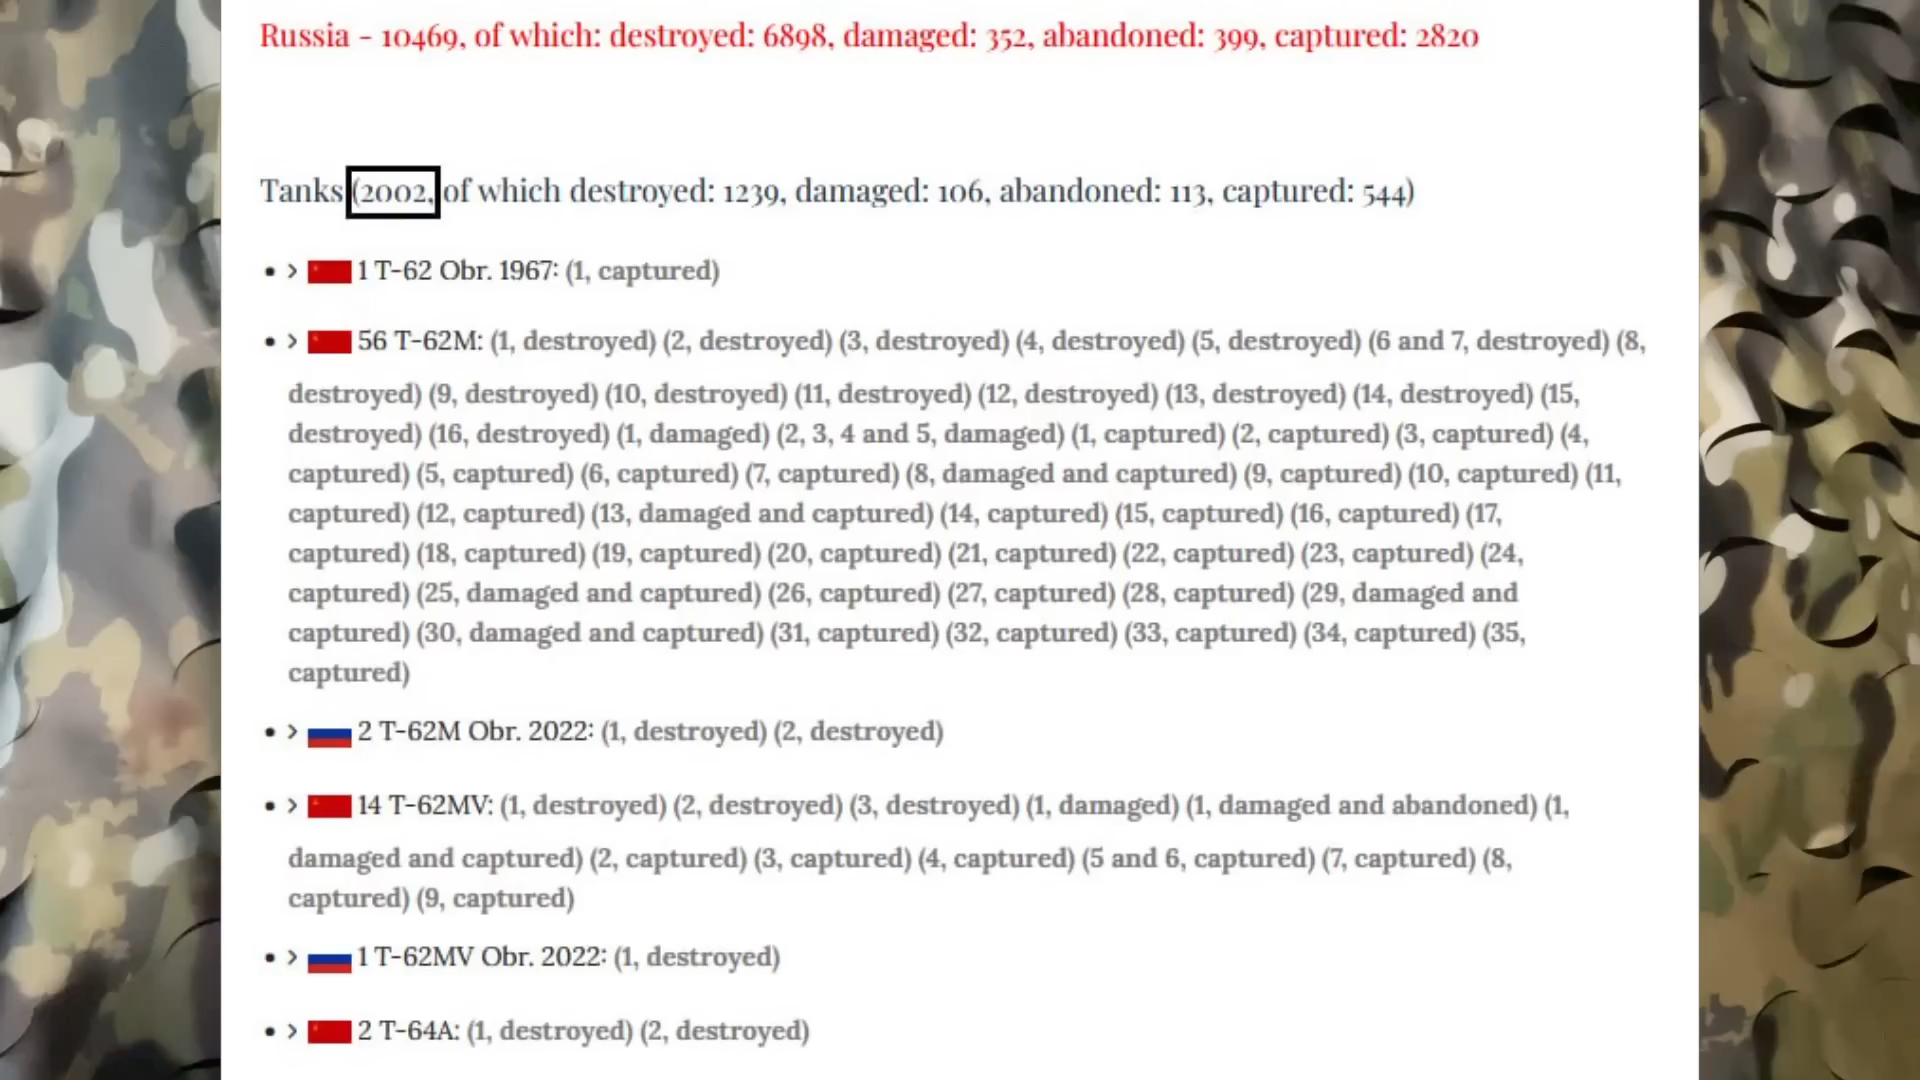 Russia - 10469, of which: destroyed: 6898, damaged: 352, abandoned: 399, captured: 2820
Tanks (2002, of which destroyed: 1239, damaged: 106, abandoned: 113, captured: 544)
• > 1 T-62 Obr. 1967: (1, captured)
• > 56 T-62M: (1, destroyed) (2, destroyed) (3, destroyed) (4, destroyed) (5, destroyed) (6 and 7, destroyed) (8,
destroyed) (9, destroyed) (10, destroyed) (11, destroyed) (12, destroyed) (13, destroyed) (14, destroyed) (15,
destroyed) (16, destroyed) (1, damaged) (2, 3, 4 and 5, damaged) (1, captured) (2, captured) (3, captured) (4,
captured) (5, captured) (6, captured) (7, captured) (8, damaged and captured) (9, captured) (10, captured) (11,
captured) (12, captured) (13, damaged and captured) (14, captured) (15, captured) (16, captured) (17,
captured) (18, captured) (19, captured) (20, captured) (21, captured) (22, captured) (23, captured) (24,
captured) (25, damaged and captured) (26, captured) (27, captured) (28, captured) (29, damaged and
captured) (30, damaged and captured) (31, captured) (32, captured) (33, captured) (34, captured) (35,
captured)
• > 2 T-62M Obr. 2022: (1, destroyed) (2, destroyed)
• > 14 T-62MV: (1, destroyed) (2, destroyed) (3, destroyed) (1, damaged) (1, damaged and abandoned) (1,
damaged and captured) (2, captured) (3, captured) (4, captured) (5 and 6, captured) (7, captured) (8,
captured) (9, captured)
• > 1 T-62MV Obr. 2022: (1, destroyed)
• > 2 T-64A: (1, destroyed) (2, destroyed)